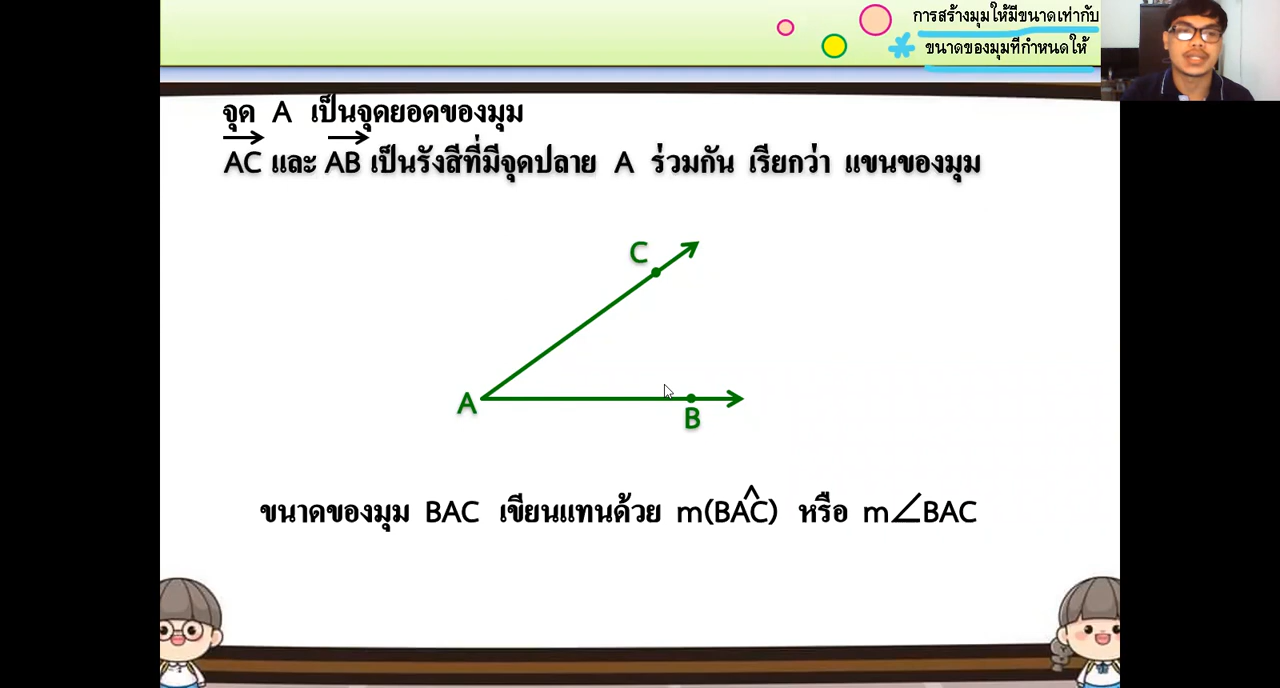 การสร้างมุมให้มีขนาดเท่ากับ
ขนาดของมุมที่กำหนดให้
จุด A เป็นจุดยอดของมุม
AC และ AB เป็นรังสีที่มีจุดปลาย A ร่วมกัน เรียกว่า แขนของมุม
C
A
B
ขนาดของมุม BAC เขียนแทนด้วย m(BA^C) หรือ m∠BAC